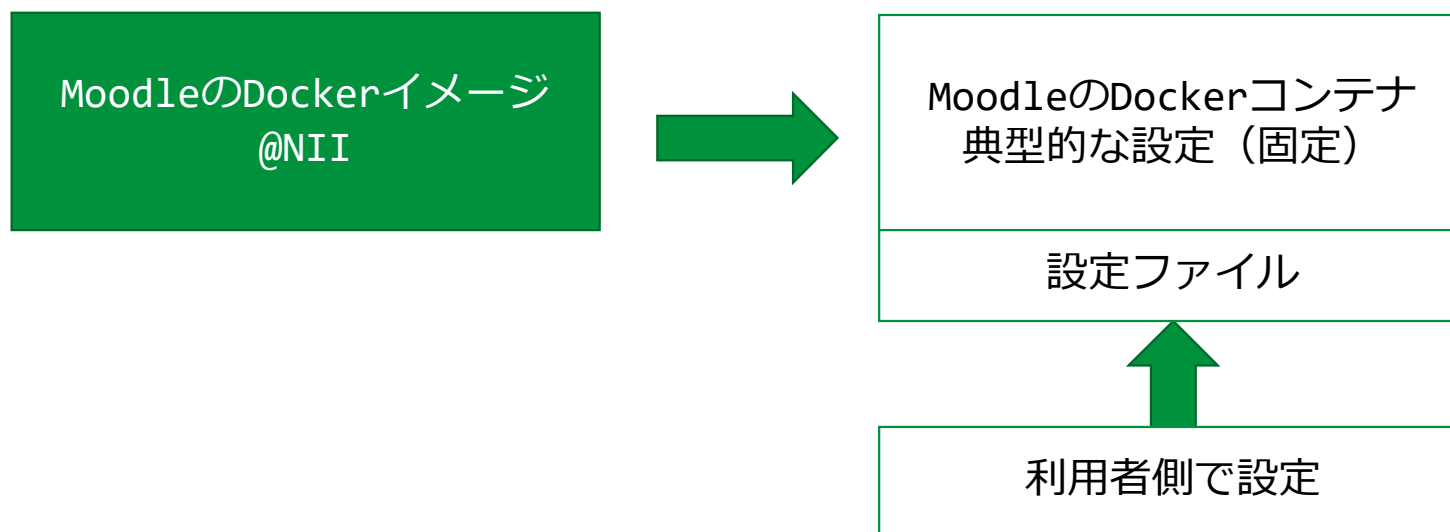 MoodleのDockerイメージ
@NII
MoodleのDockerコンテナ
典型的な設定（固定）
設定ファイル
利用者側で設定